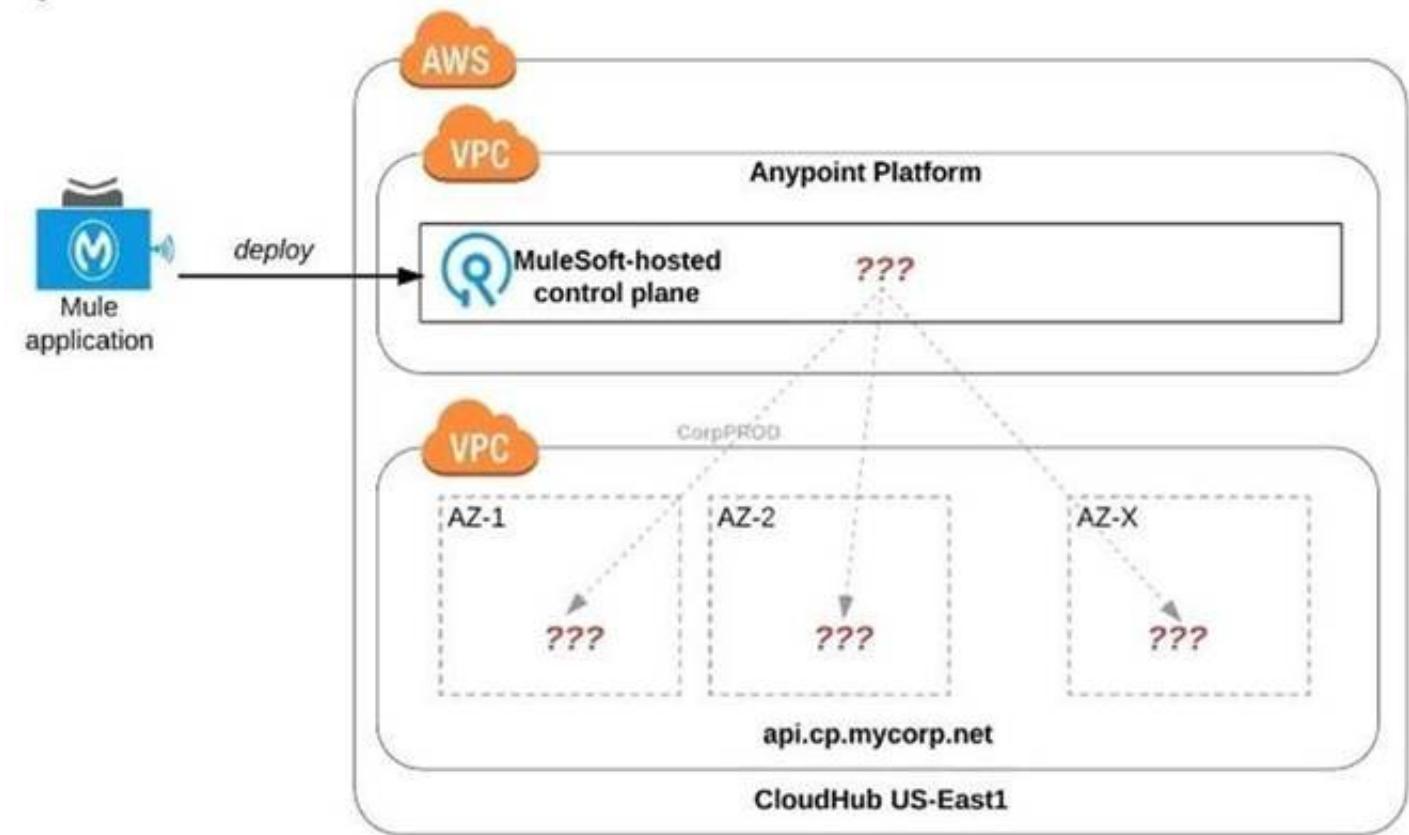 AWS
VPC
Anypoint Platform
deploy
MuleSoft-hosted
control plane
???
Mule
application
CorpPROD
VPC
AZ-1
AZ-2
AZ-X
???
???
???
api.cp.mycorp.net
CloudHub US-East1